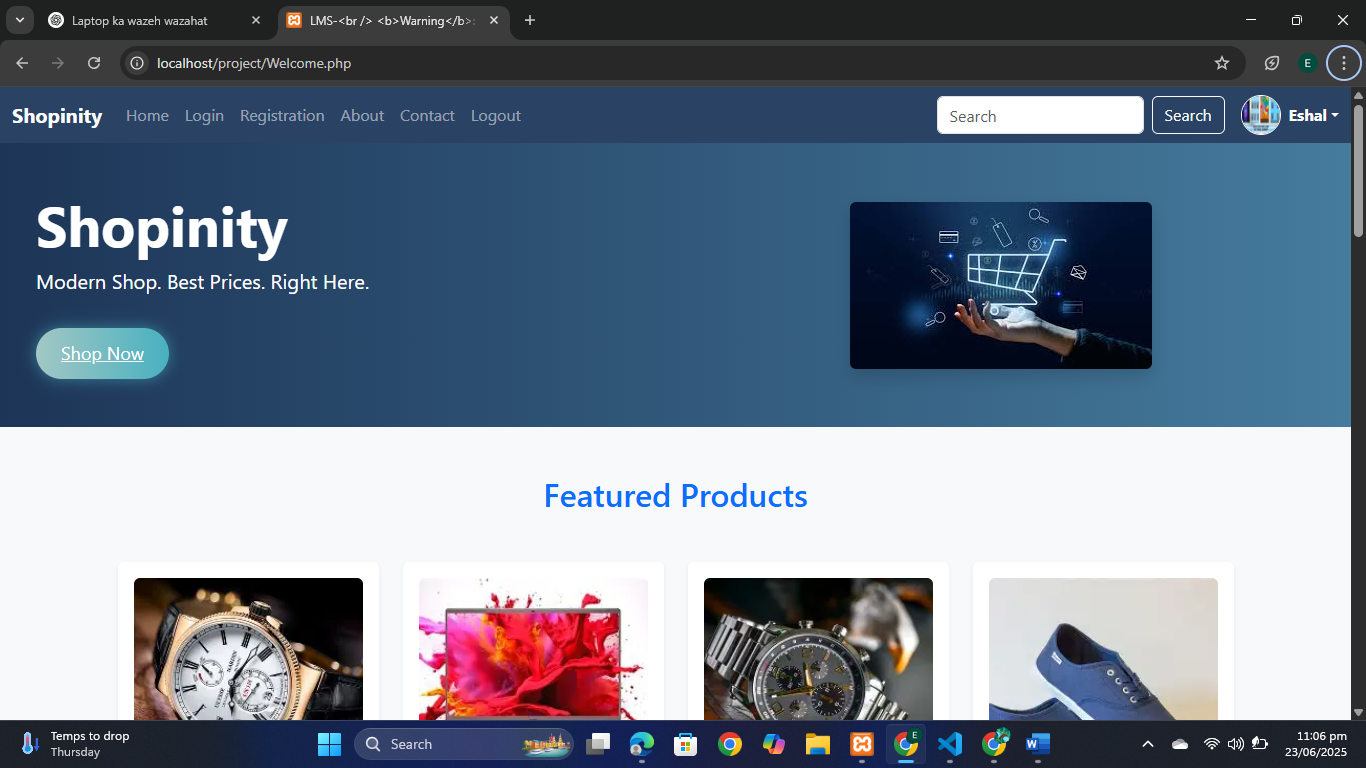 Laptop ka wazeh wazahat
LMS-<br /> <b>Warning</b>:
localhost/project/Welcome.php
E
Shopinity
Home
Login
Registration
About
Contact
Logout
Search
Search
Eshal
Shopinity
Modern Shop. Best Prices. Right Here.
Shop Now
Featured Products
Temps to drop
Thursday
Search
11:06 pm
23/06/2025